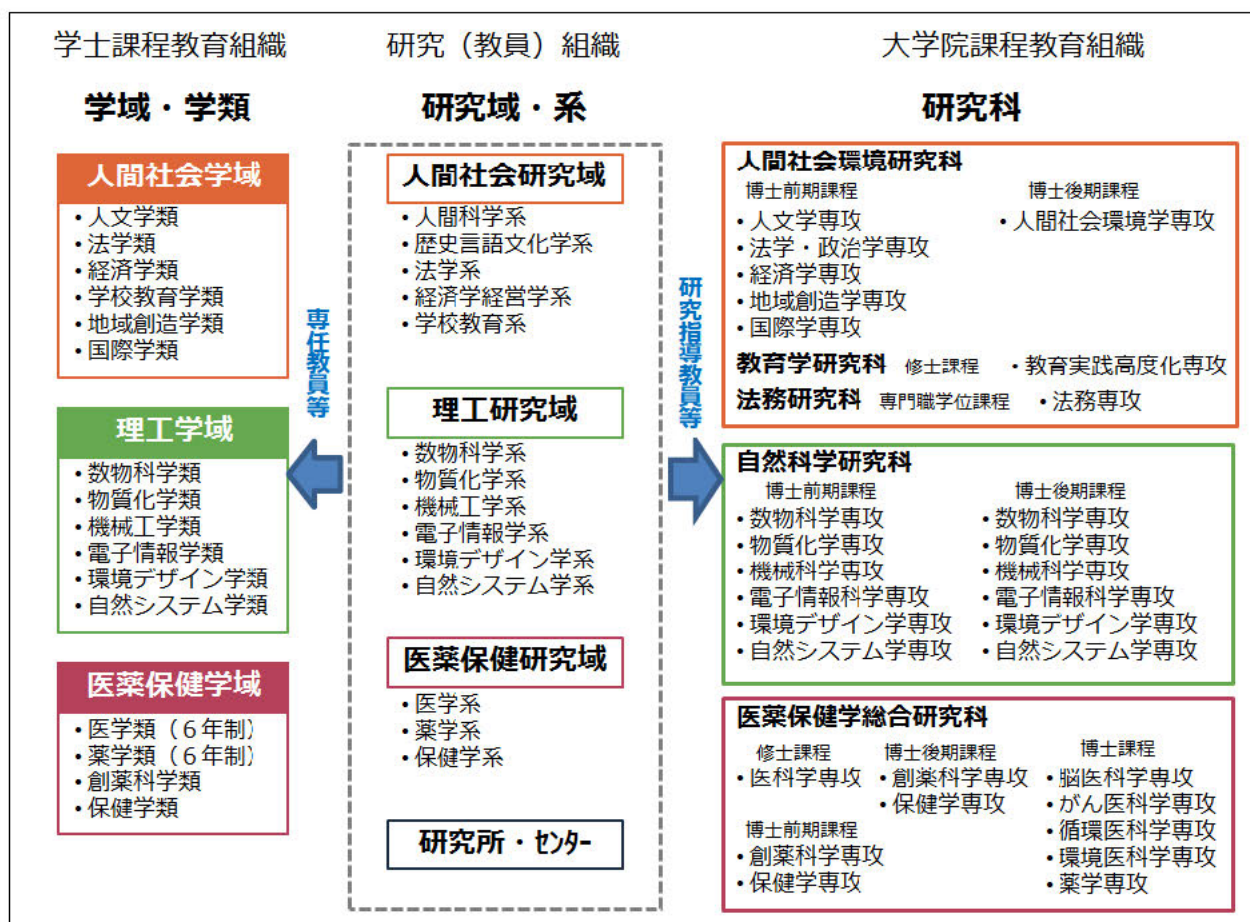 学士課程教育組織
学域・学類
人間社会学域
・人文学類
・法学類
・経済学類
・学校教育学類
・地域創造学類
・国際学類
理工学域
・数物科学類
・物質化学類
・機械工学類
・電子情報学類
・環境デザイン学類
・自然システム学類
医薬保健学域
・医学類（６年制）
・薬学類（６年制）
・創薬科学類
・保健学類
専任教員等
研究（教員）組織
研究域・系
人間社会研究域
・人間科学系
・歴史言語文化学系
・法学系
・経済学経営学系
・学校教育系
理工研究域
・数物科学系
・物質化学系
・機械工学系
・電子情報学系
・環境デザイン学系
・自然システム学系
医薬保健研究域
・医学系
・薬学系
・保健学系
研究所・ｾﾝﾀｰ
研究指導教員等
大学院課程教育組織
研究科
人間社会環境研究科
博士前期課程
・人文学専攻
・法学・政治学専攻
・経済学専攻
・地域創造学専攻
・国際学専攻
博士後期課程
・人間社会環境学専攻
教育学研究科 修士課程 ・教育実践高度化専攻
法務研究科 専門職学位課程 ・法務専攻
自然科学研究科
博士前期課程
・数物科学専攻
・物質化学専攻
・機械科学専攻
・電子情報科学専攻
・環境デザイン学専攻
・自然システム学専攻
博士後期課程
・数物科学専攻
・物質化学専攻
・機械科学専攻
・電子情報科学専攻
・環境デザイン学専攻
・自然システム学専攻
医薬保健学総合研究科
修士課程
・医科学専攻
博士前期課程
・創薬科学専攻
・保健学専攻
博士後期課程
・創薬科学専攻
・保健学専攻
博士課程
・脳医科学専攻
・がん医科学専攻
・循環医科学専攻
・環境医科学専攻
・薬学専攻